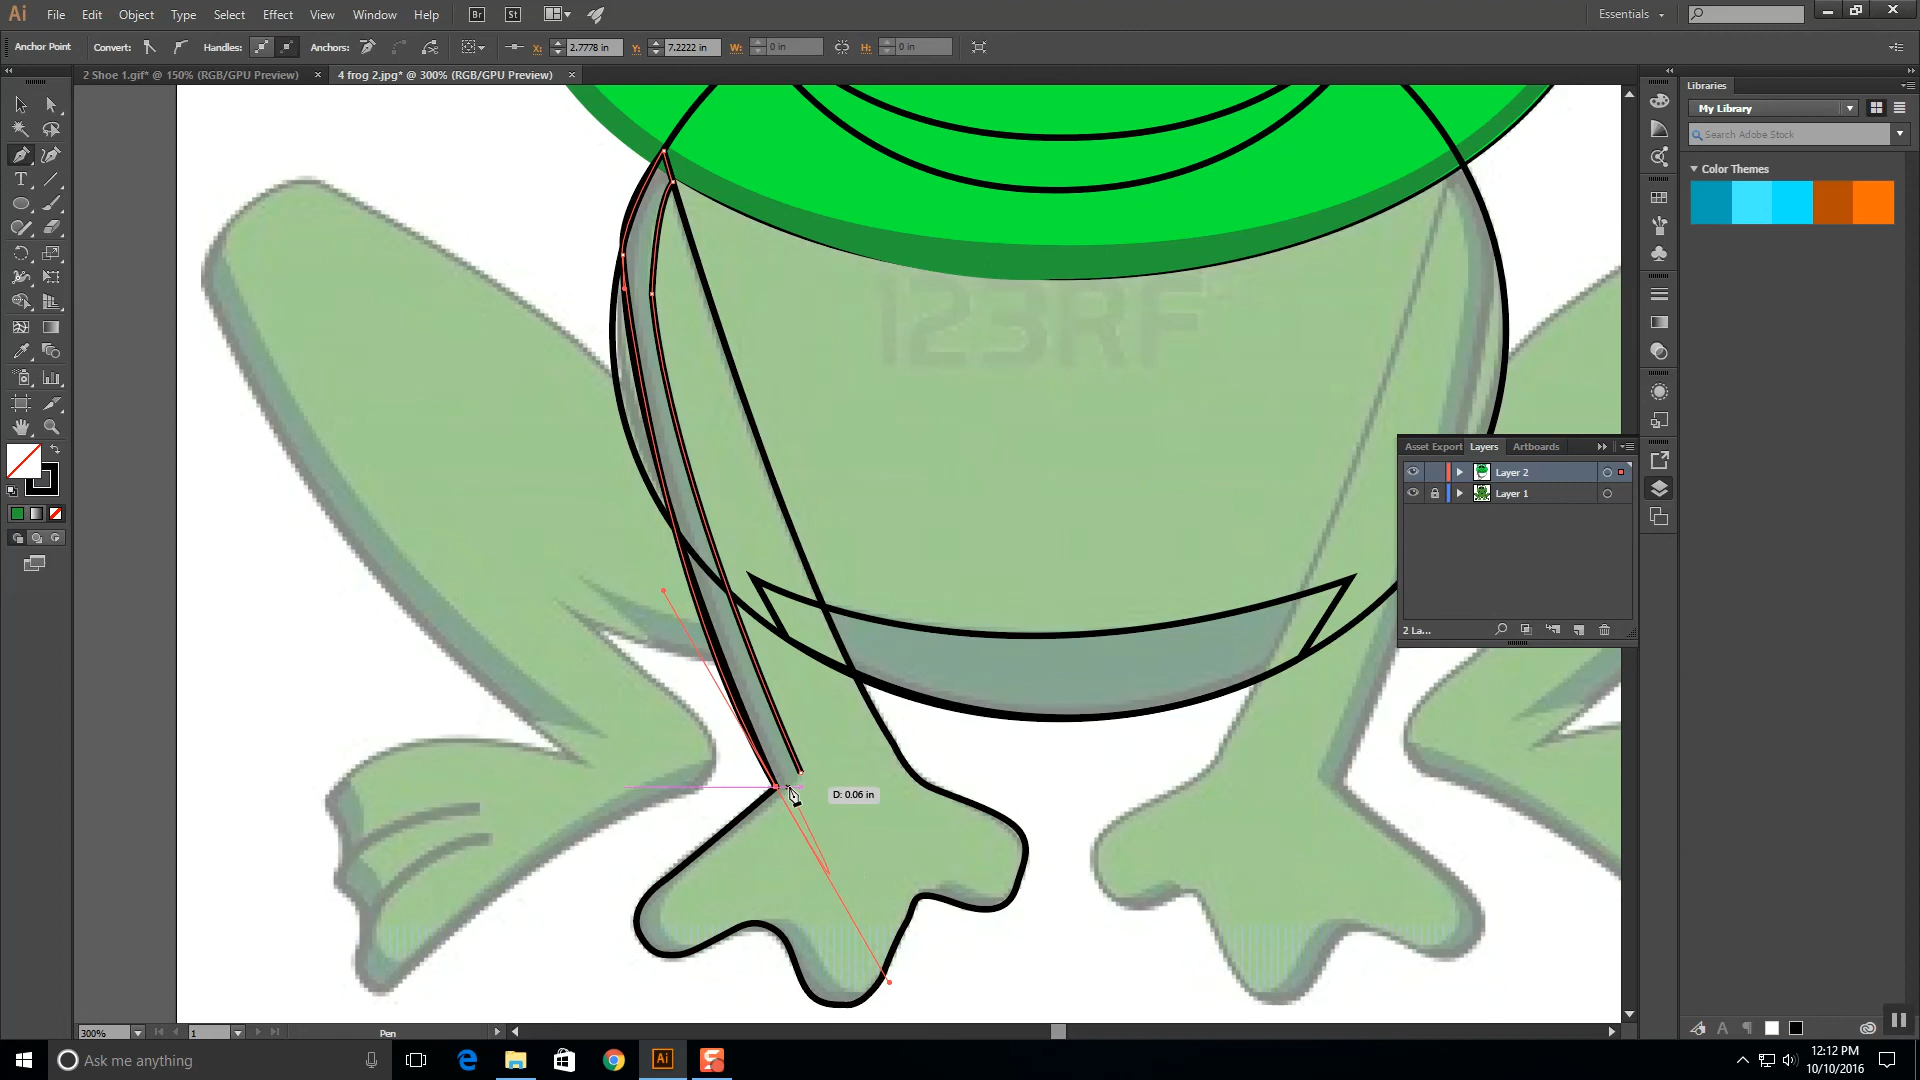 Ai File Edit Object Type Select Effect View Window Help Br St Essentials
Anchor Point Convert: Handles: Anchors: X: 2.7778 in Y: 7.2222 in W: 0 in H: 0 in
2 Shoe 1.gif* @ 150% (RGB/GPU Preview) × 4 frog 2.jpg* @ 300% (RGB/GPU Preview) ×
Libraries
My Library
Search Adobe Stock
Color Themes
T
123RF
Asset Export Layers Artboards
Layer 2
Layer 1
2 La...
D: 0.06 in
300% 1 Pen
Ask me anything
Ai
12:12 PM
10/10/2016